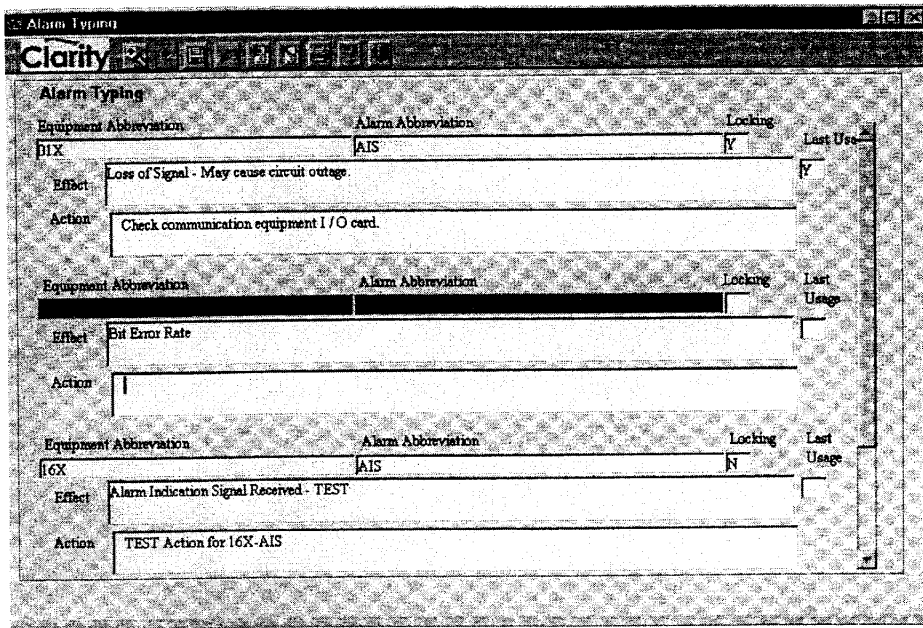 Alarm Typing
Clarity
Alarm Typing
Equipment Abbreviation Alarm Abbreviation Locking Last Use
01X AIS Y Y
Effect Loss of Signal - May cause circuit outage.
Action Check communication equipment I / O card.
Equipment Abbreviation Alarm Abbreviation Locking Last Usage
Effect Bit Error Rate
Action
Equipment Abbreviation Alarm Abbreviation Locking Last Usage
16X AIS N
Effect Alarm Indication Signal Received - TEST
Action TEST Action for 16X-AIS